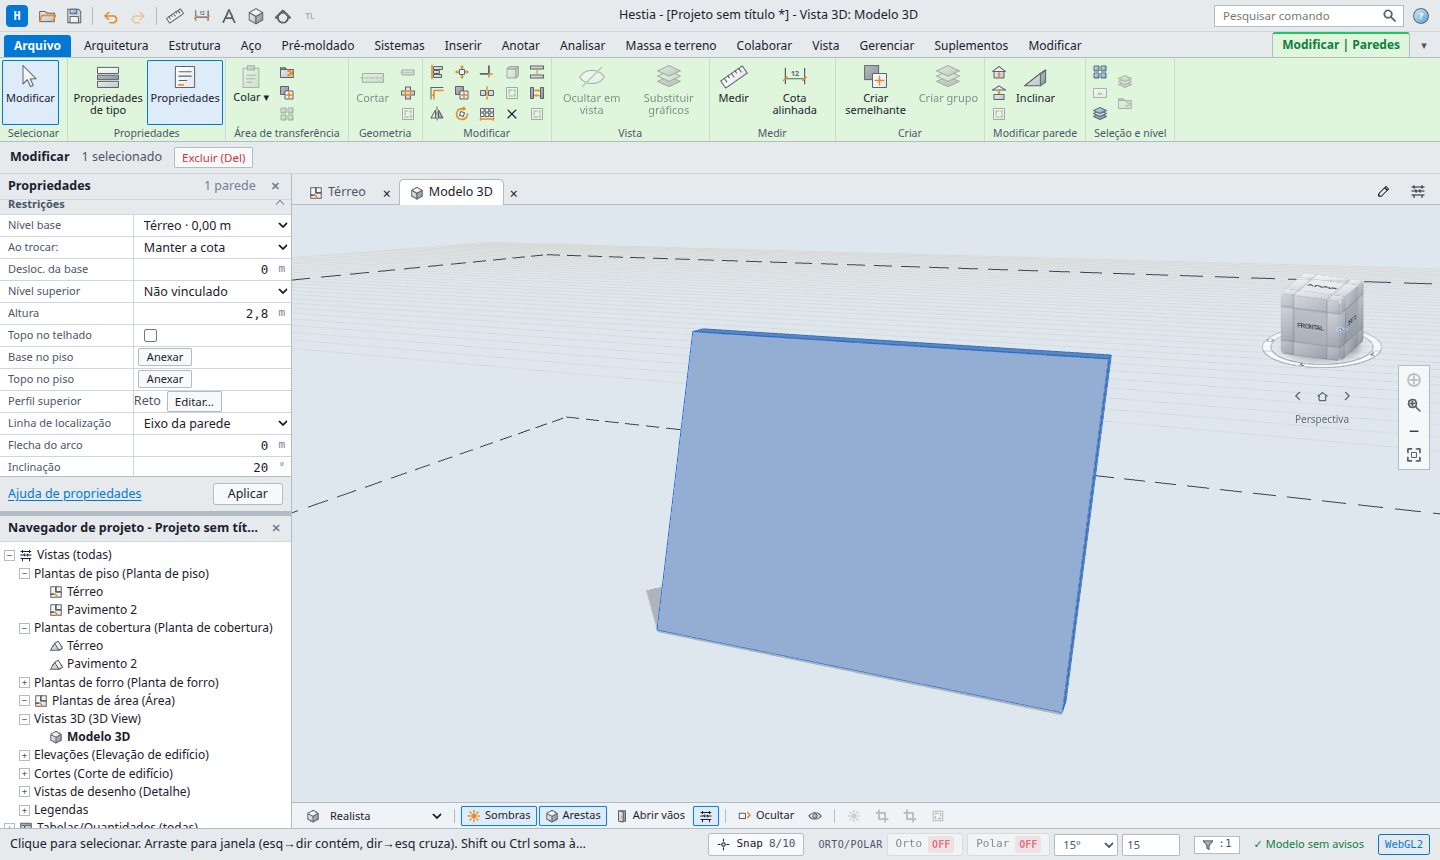 H
TL
Hestia - [Projeto sem título *] - Vista 3D: Modelo 3D
Pesquisar comando
?
Arquivo
Arquitetura
Estrutura
Aço
Pré-moldado
Sistemas
Inserir
Anotar
Analisar
Massa e terreno
Colaborar
Vista
Gerenciar
Suplementos
Modificar
Modificar | Paredes
Modificar
Propriedades de tipo
Propriedades
Colar ▾
Cortar
Ocultar em vista
Substituir gráficos
Medir
Cota alinhada
Criar semelhante
Criar grupo
Inclinar
Selecionar
Propriedades
Área de transferência
Geometria
Modificar
Vista
Medir
Criar
Modificar parede
Seleção e nível
Modificar
1 selecionado
Excluir (Del)
Propriedades
1 parede
×
Restrições
Nível base
Térreo · 0,00 m
Ao trocar:
Manter a cota
Desloc. da base
0 m
Nível superior
Não vinculado
Altura
2,8 m
Topo no telhado
Base no piso
Anexar
Topo no piso
Anexar
Perfil superior
Reto
Editar...
Linha de localização
Eixo da parede
Flecha do arco
0 m
Inclinação
20 °
Ajuda de propriedades
Aplicar
Navegador de projeto - Projeto sem tít...
×
Vistas (todas)
Plantas de piso (Planta de piso)
Térreo
Pavimento 2
Plantas de cobertura (Planta de cobertura)
Térreo
Pavimento 2
Plantas de forro (Planta de forro)
Plantas de área (Área)
Vistas 3D (3D View)
Modelo 3D
Elevações (Elevação de edifício)
Cortes (Corte de edifício)
Vistas de desenho (Detalhe)
Legendas
Tabelas/Quantidades (todas)
Térreo
×
Modelo 3D
×
FRONTAL
Perspectiva
Realista
Sombras
Arestas
Abrir vãos
Ocultar
Clique para selecionar. Arraste para janela (esq→dir contém, dir→esq cruza). Shift ou Ctrl soma à...
Snap 8/10
ORTO/POLAR
Orto OFF
Polar OFF
15°
15
:1
✓ Modelo sem avisos
WebGL2